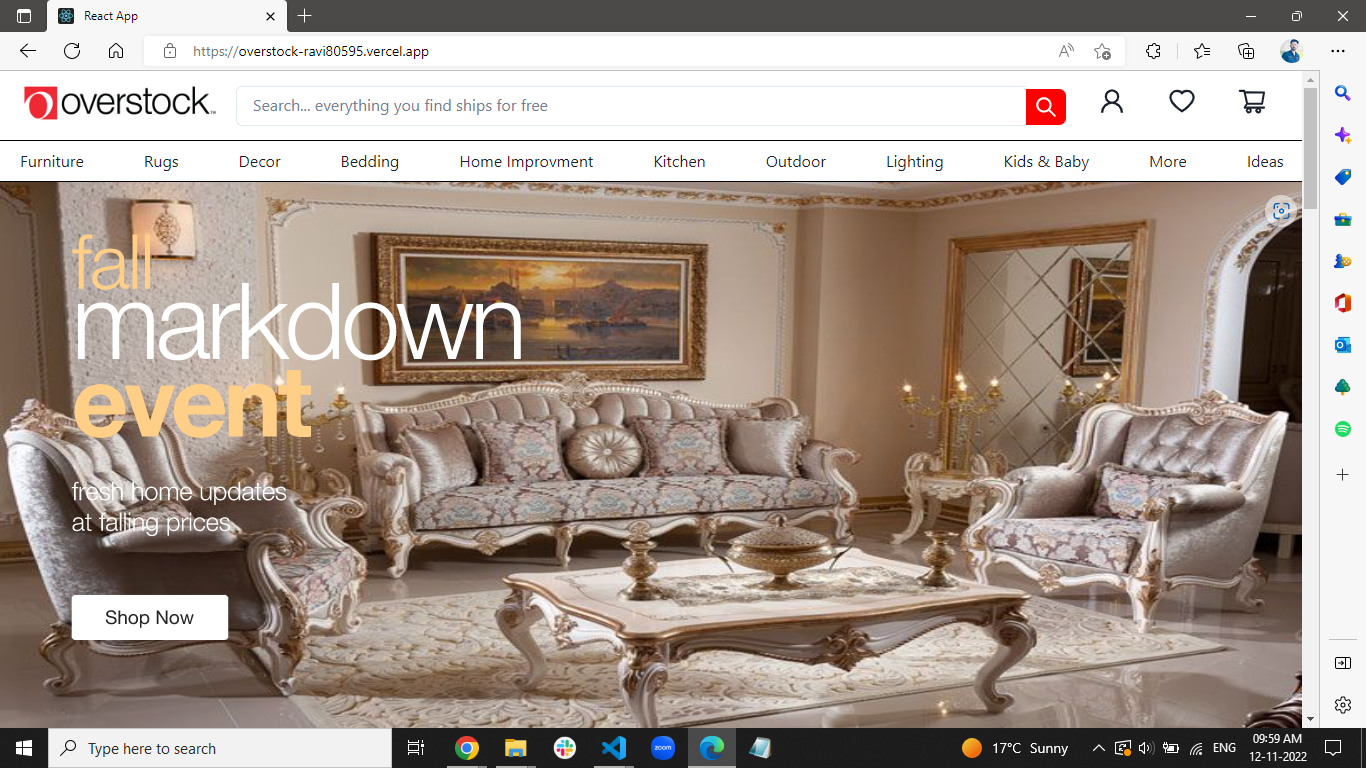 React App
https://overstock-ravi80595.vercel.app
overstock™
Search... everything you find ships for free
Furniture Rugs Decor Bedding Home Improvment Kitchen Outdoor Lighting Kids & Baby More Ideas
fall
markdown
event
fresh home updates
at falling prices.
Shop Now
Type here to search
zoom
17°C Sunny
ENG
09:59 AM
12-11-2022